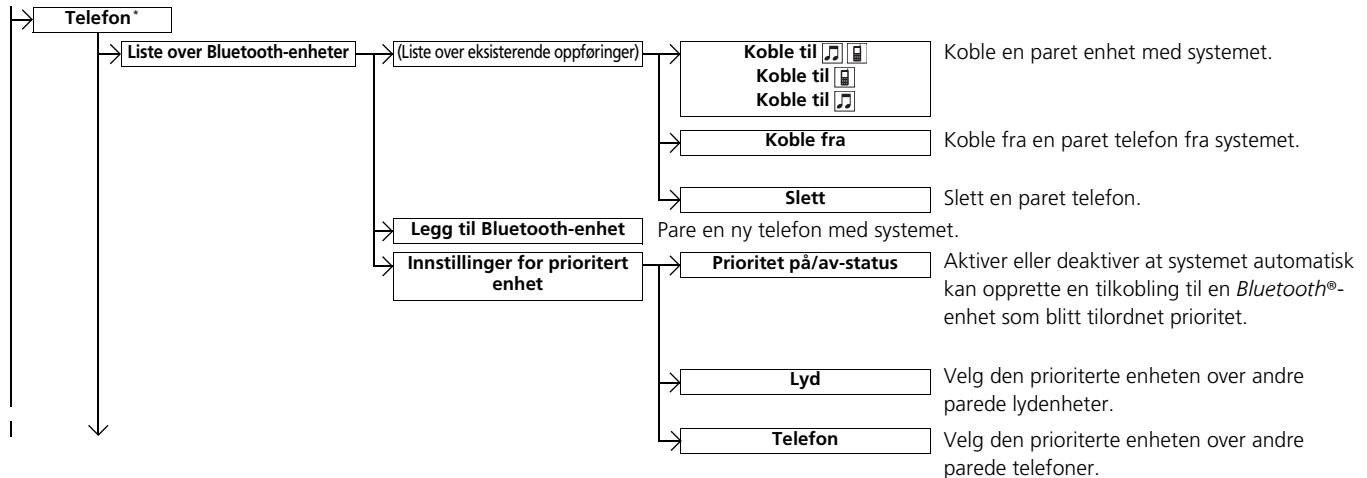 Telefon*
Liste over Bluetooth-enheter
(Liste over eksisterende oppføringer)
Koble til
Koble til
Koble til
Koble en paret enhet med systemet.
Koble fra
Koble fra en paret telefon fra systemet.
Slett
Slett en paret telefon.
Legg til Bluetooth-enhet
Pare en ny telefon med systemet.
Innstillinger for prioritert
enhet
Prioritet på/av-status
Aktiver eller deaktiver at systemet automatisk
kan opprette en tilkobling til en Bluetooth®-
enhet som blitt tilordnet prioritet.
Lyd
Velg den prioriterte enheten over andre
parede lydenheter.
Telefon
Velg den prioriterte enheten over andre
parede telefoner.